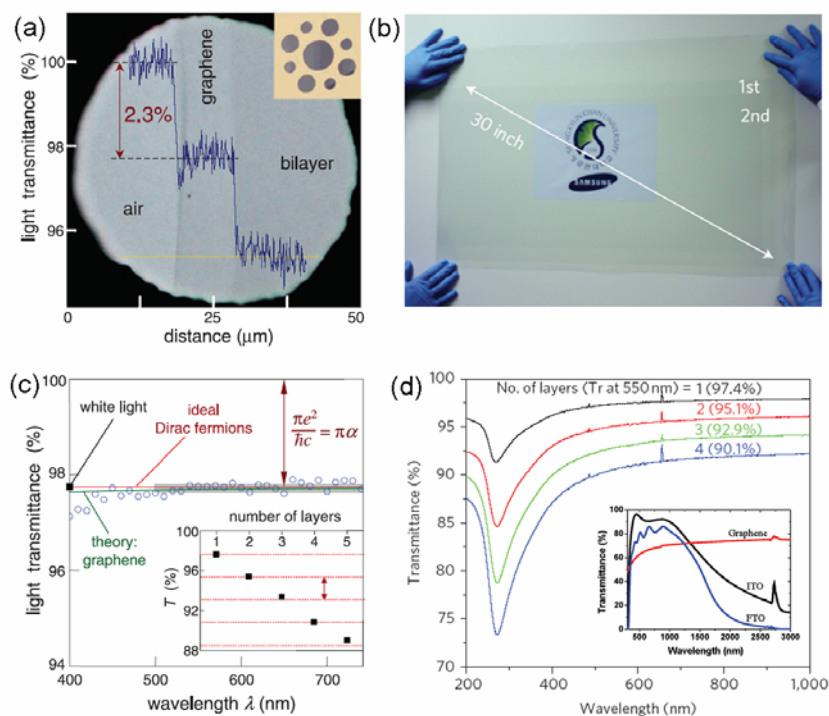 (a)
light transmittance (%)
100
98
96
2.3%
graphene
air
bilayer
0
25
50
distance (μm)
(b)
1st
2nd
30 inch
SAMSUNG
(c)
light transmittance (%)
100
98
96
94
white light
ideal
Dirac fermions
πe²/ħc = πα
theory:
graphene
number of layers
1 2 3 4 5
T (%)
100
96
92
88
400 500 600 700
wavelength λ (nm)
(d)
Transmittance (%)
100
95
90
85
80
75
70
No. of layers (Tr at 550 nm) = 1 (97.4%)
2 (95.1%)
3 (92.9%)
4 (90.1%)
Transmittance (%)
100
80
60
40
20
0
Graphene
ITO
FTO
500 1000 1500 2000 2500 3000
Wavelength (nm)
200 400 600 800 1,000
Wavelength (nm)